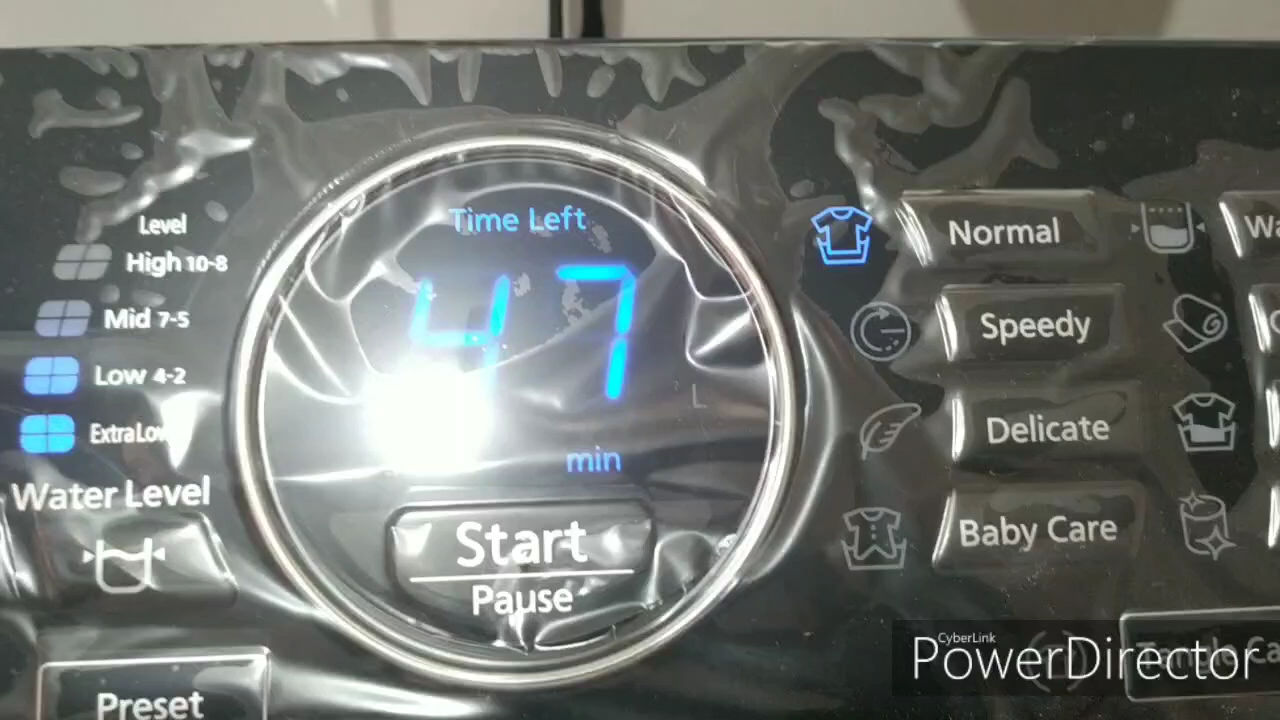 Level
High 10-8
Mid 7-5
Low 4-2
Water Level
Preset
Time Left
47
L
min
Start
Pause
Normal
Speedy
Delicate
Baby Care
CyberLink
PowerDirector